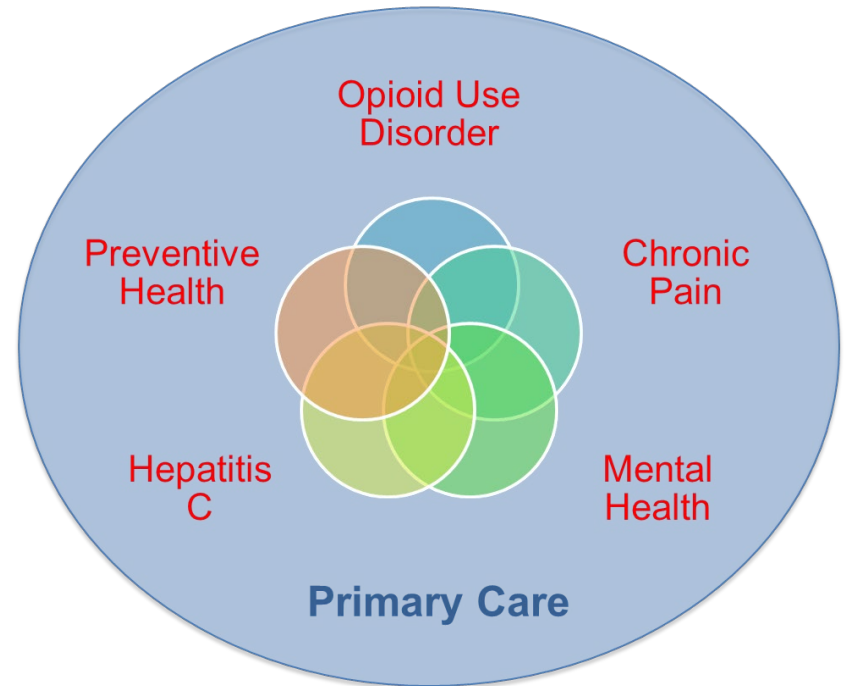 Opioid Use
Disorder
Preventive
Health
Chronic
Pain
Hepatitis
C
Mental
Health
Primary Care